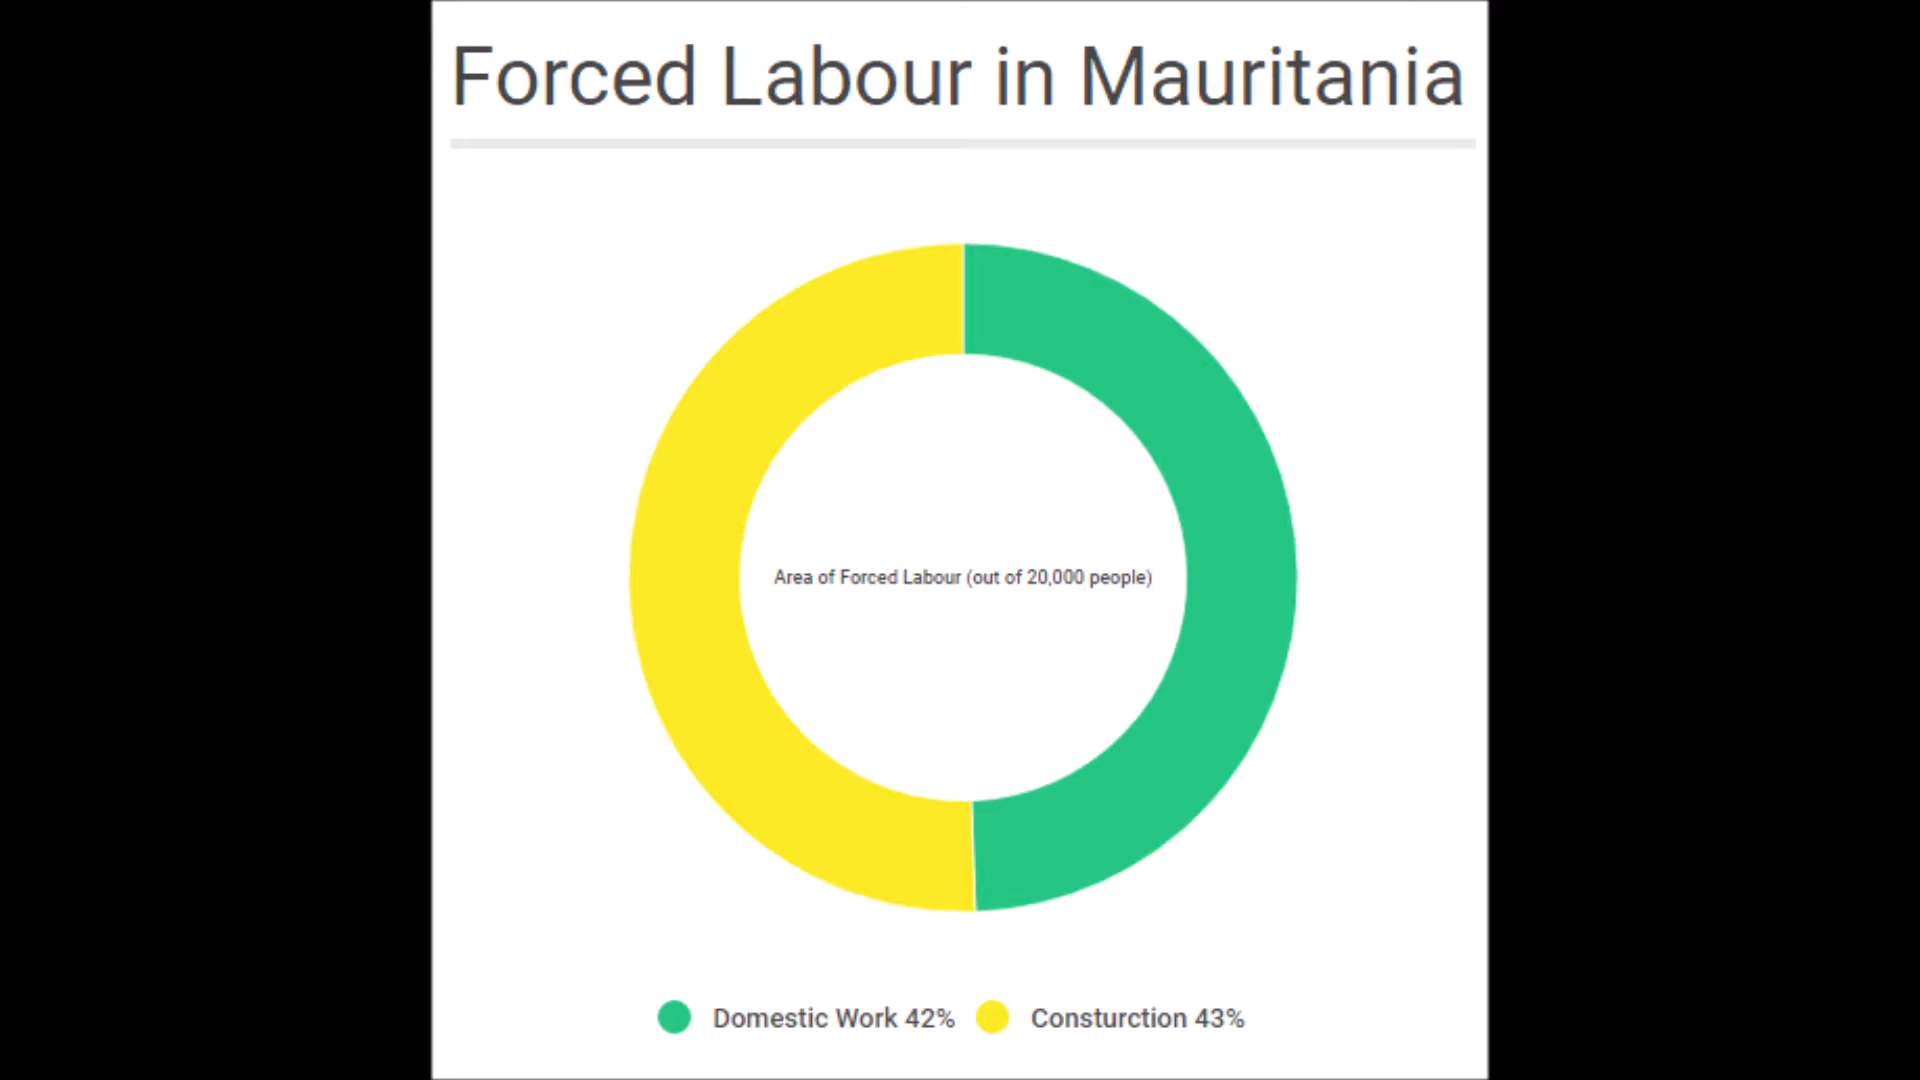 Forced Labour in Mauritania
Area of Forced Labour (out of 20,000 people)
Domestic Work 42% Consturction 43%